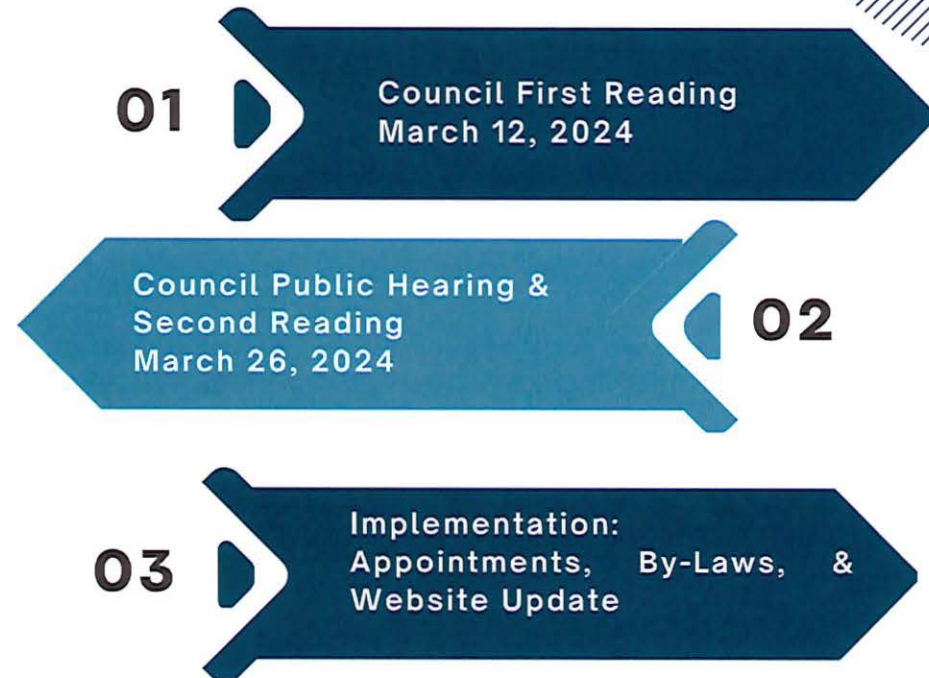 01
Council First Reading
March 12, 2024
Council Public Hearing &
Second Reading
March 26, 2024
02
03
Implementation:
Appointments, By-Laws, &
Website Update